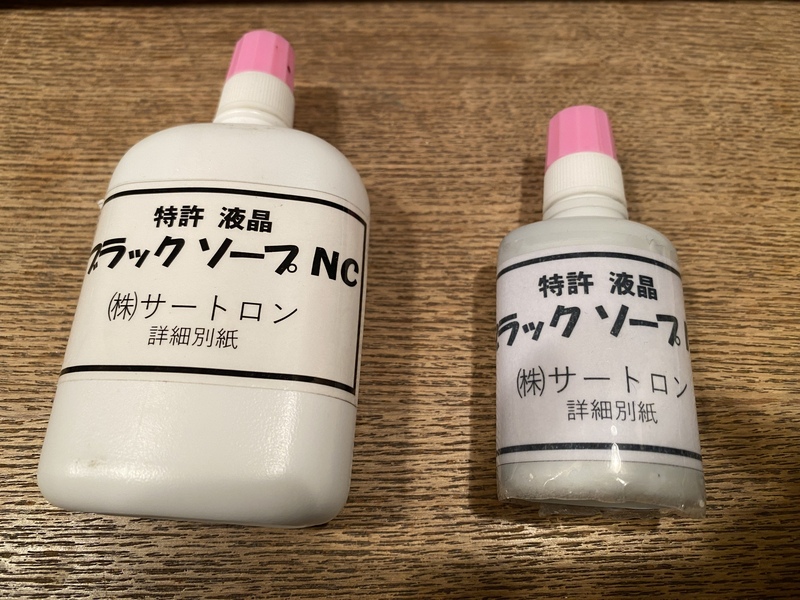 特許 液晶
ブラック ソープ NC
㈱サートロン
詳細別紙
特許 液晶
ラック ソープ
㈱サートロン
詳細別紙